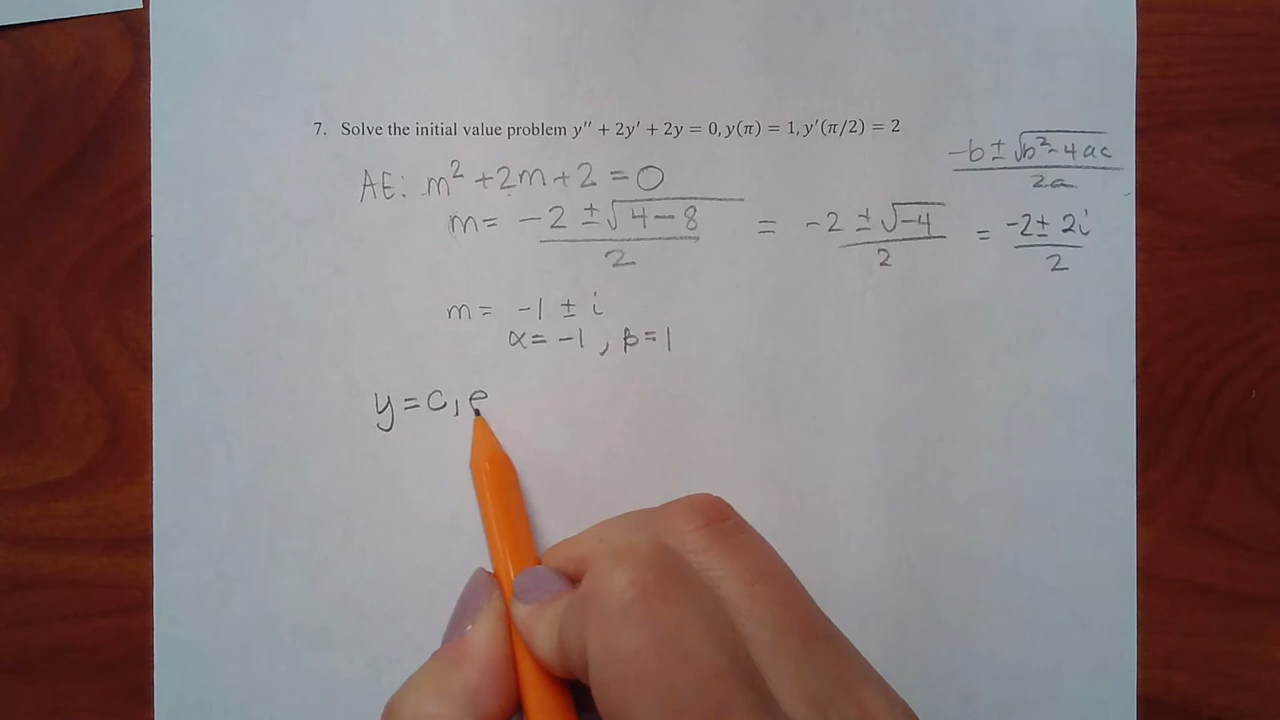 7. Solve the initial value problem y'' + 2y' + 2y = 0, y(π) = 1, y'(π/2) = 2
AE: m² + 2m + 2 = 0
-b ± √(b² - 4ac) / 2a
m = (-2 ± √(4 - 8)) / 2 = (-2 ± √-4) / 2 = (-2 ± 2i) / 2
m = -1 ± i
α = -1, β = 1
y = c₁e